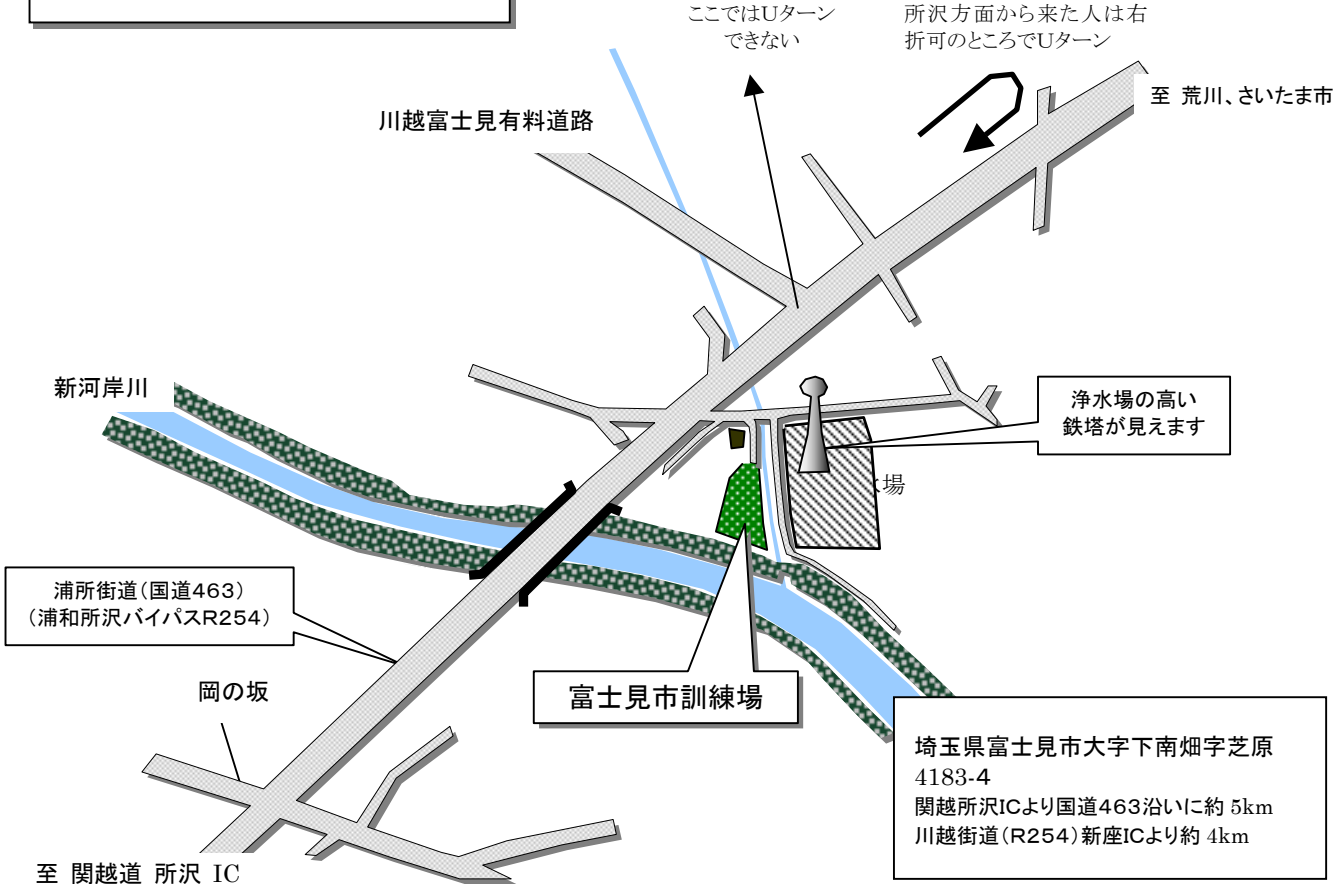 ここではUターン
できない
所沢方面から来た人は右
折可のところでUターン
至 荒川、さいたま市
川越富士見有料道路
新河岸川
浄水場の高い
鉄塔が見えます
場
浦所街道(国道463)
(浦和所沢バイパスR254)
岡の坂
富士見市訓練場
埼玉県富士見市大字下南畑字芝原
4183-4
関越所沢ICより国道463沿いに約 5km
川越街道(R254)新座ICより約 4km
至 関越道 所沢 IC